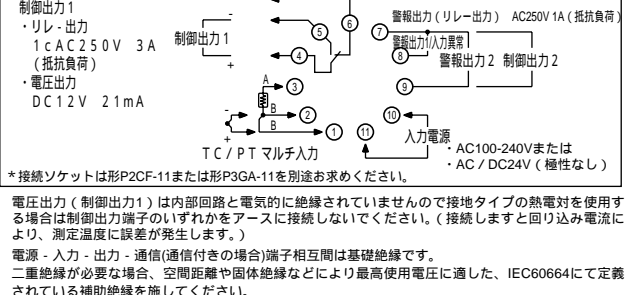 制御出力1
・リレ-出力
1cAC250V 3A
(抵抗負荷)
・電圧出力
DC12V 21mA
制御出力1
-
+
5
4
6
7
8
9
警報出力(リレー出力) AC250V 1A(抵抗負荷)
警報出力1/入力異常
警報出力2 制御出力2
A
B
B
-
+
3
2
1
11
10
TC/PT マルチ入力
入力電源
・AC100-240Vまたは
・AC/DC24V(極性なし)
*接続ソケットは形P2CF-11または形P3GA-11を別途お求めください。
電圧出力(制御出力1)は内部回路と電気的に絶縁されていませんので接地タイプの熱電対を使用す
る場合は制御出力端子のいずれかをアースに接続しないでください。(接続しますと回り込み電流に
より、測定温度に誤差が発生します。)
電源-入力-出力-通信(通信付きの場合)端子相互間は基礎絶縁です。
二重絶縁が必要な場合、空間距離や固体絶縁などにより最高使用電圧に適した、IEC60664にて定義
されている補助絶縁を施してください。